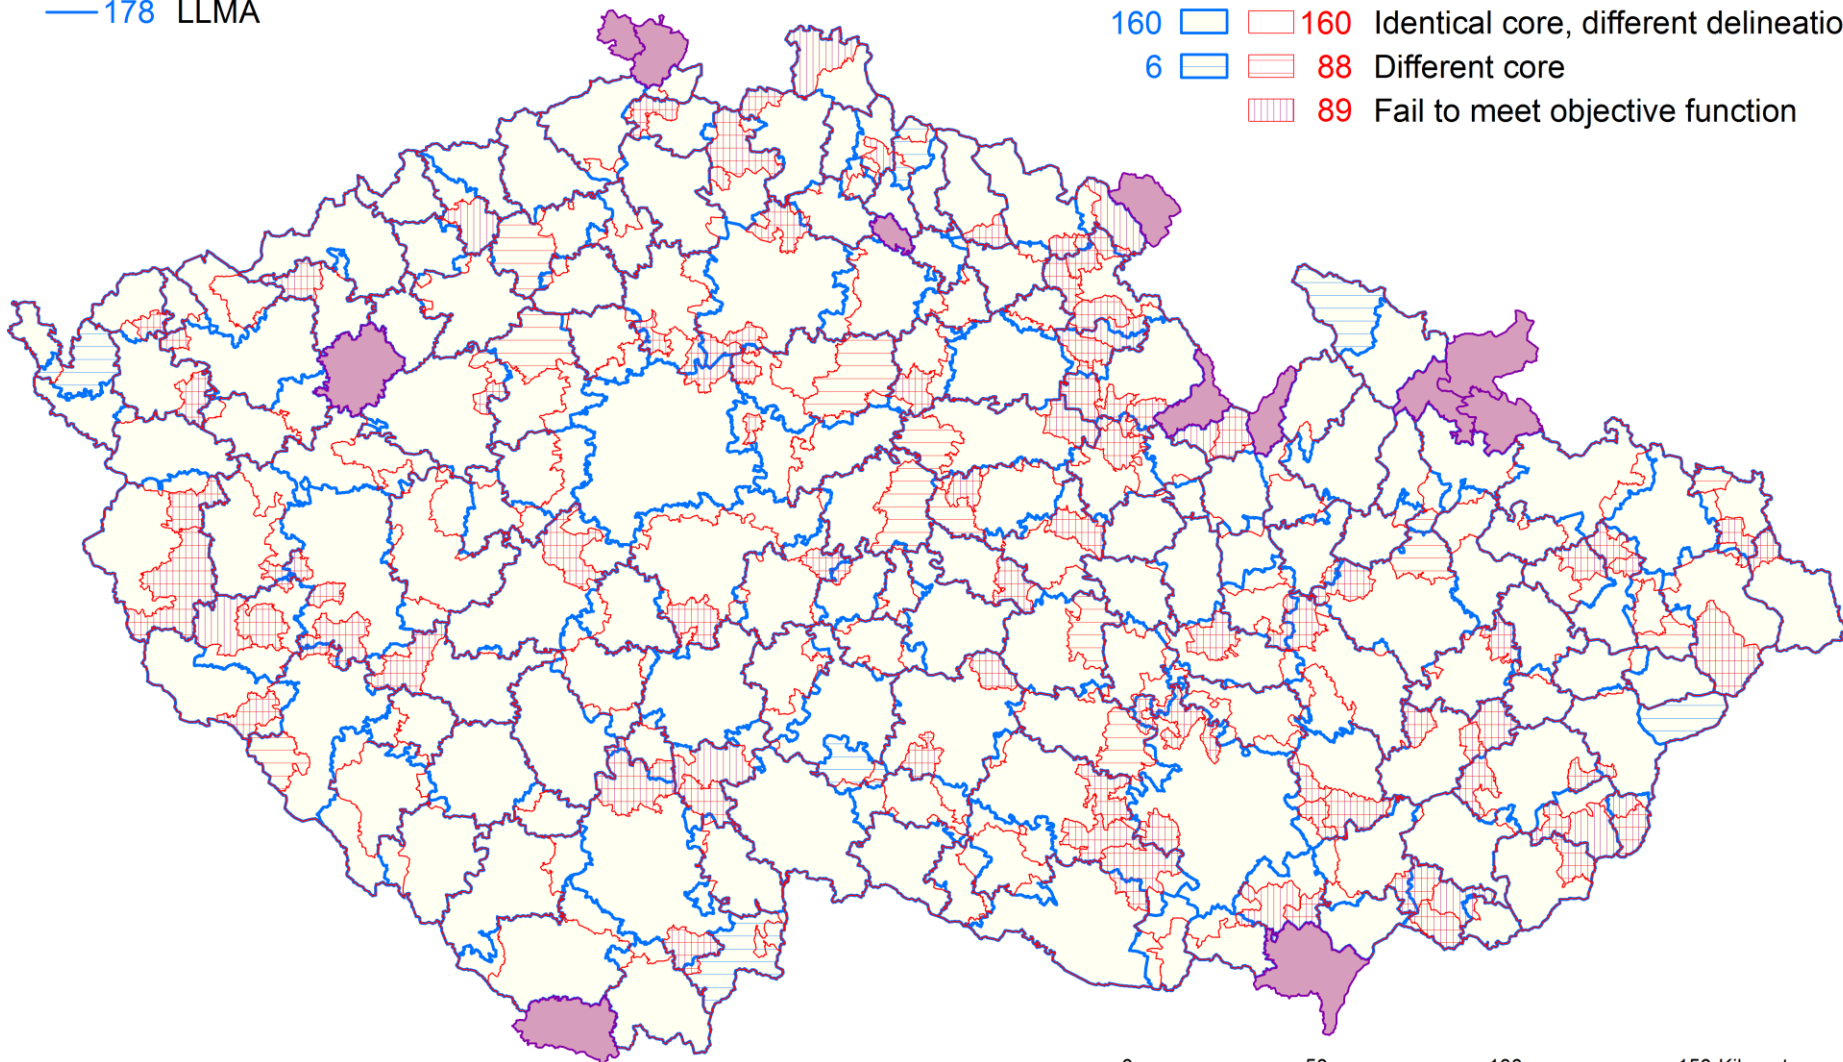 178 LLMA
160 160 Identical core, different delineatio
6 88 Different core
89 Fail to meet objective function